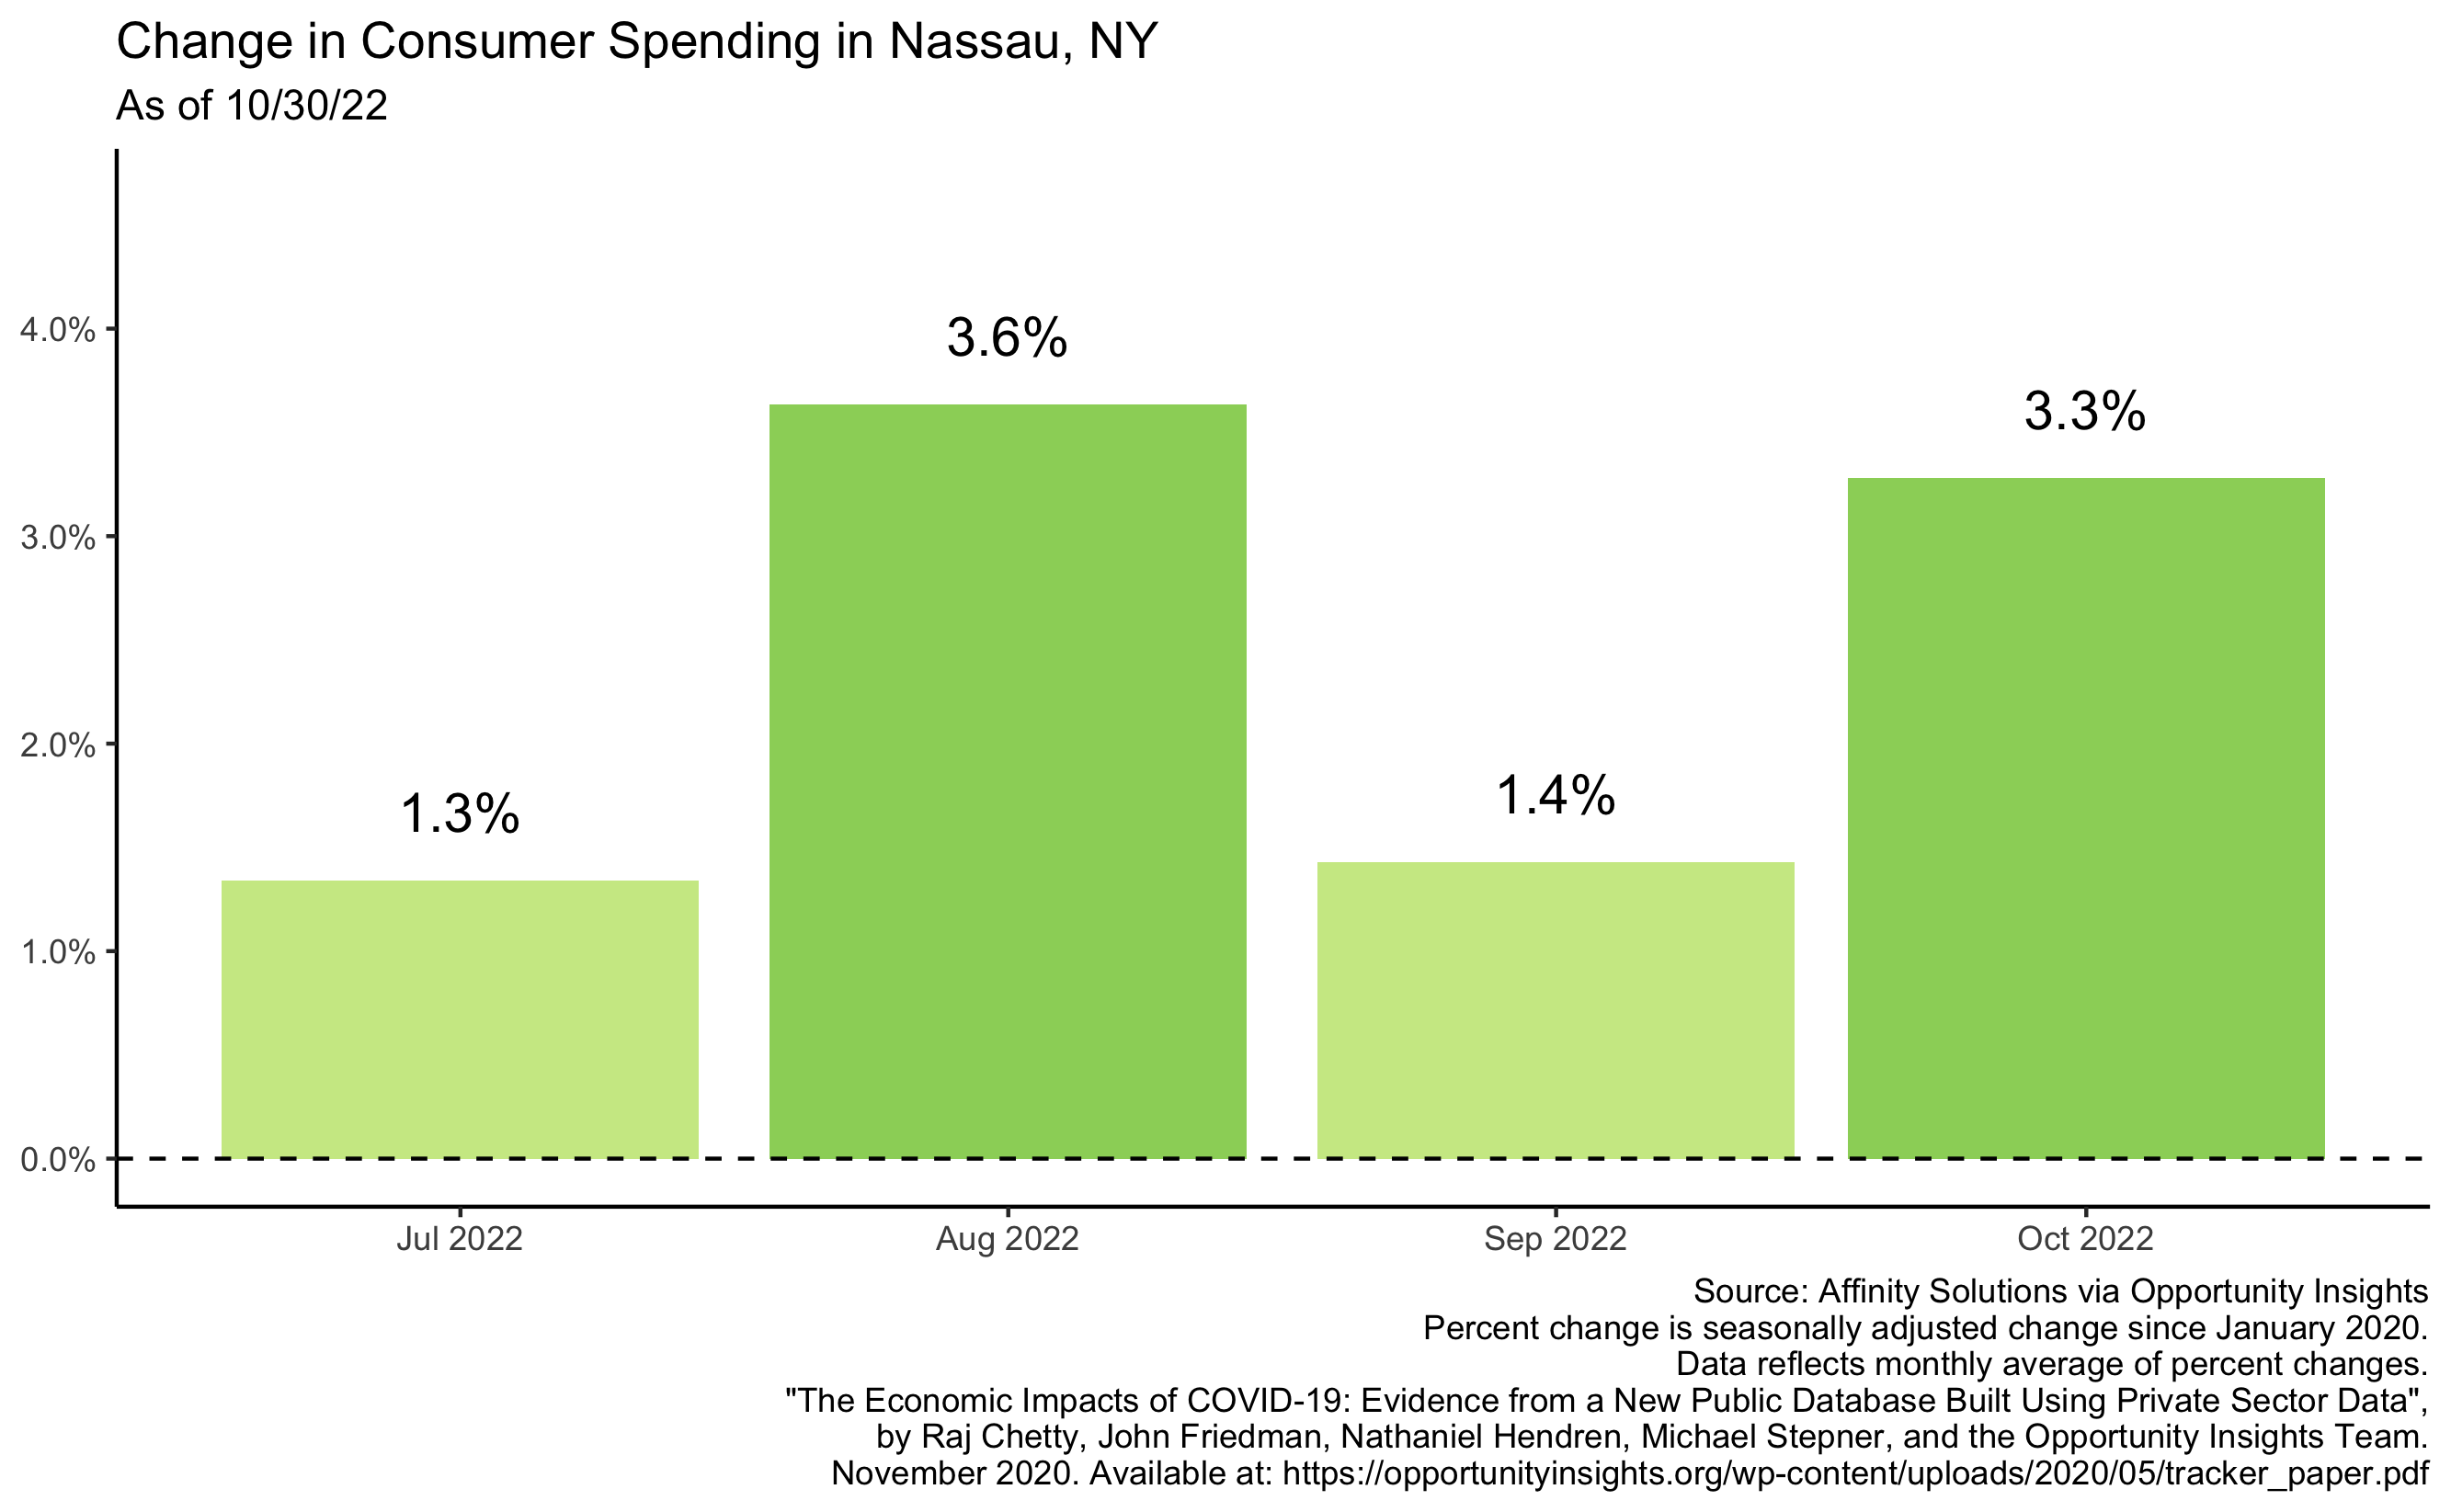 Change in Consumer Spending in Nassau, NY
As of 10/30/22
4.0%
3.0%
2.0%
1.0%
0.0%
1.3%
3.6%
1.4%
3.3%
Jul 2022
Aug 2022
Sep 2022
Oct 2022
Source: Affinity Solutions via Opportunity Insights
Percent change is seasonally adjusted change since January 2020.
Data reflects monthly average of percent changes.
"The Economic Impacts of COVID-19: Evidence from a New Public Database Built Using Private Sector Data",
by Raj Chetty, John Friedman, Nathaniel Hendren, Michael Stepner, and the Opportunity Insights Team.
November 2020. Available at: https://opportunityinsights.org/wp-content/uploads/2020/05/tracker_paper.pdf